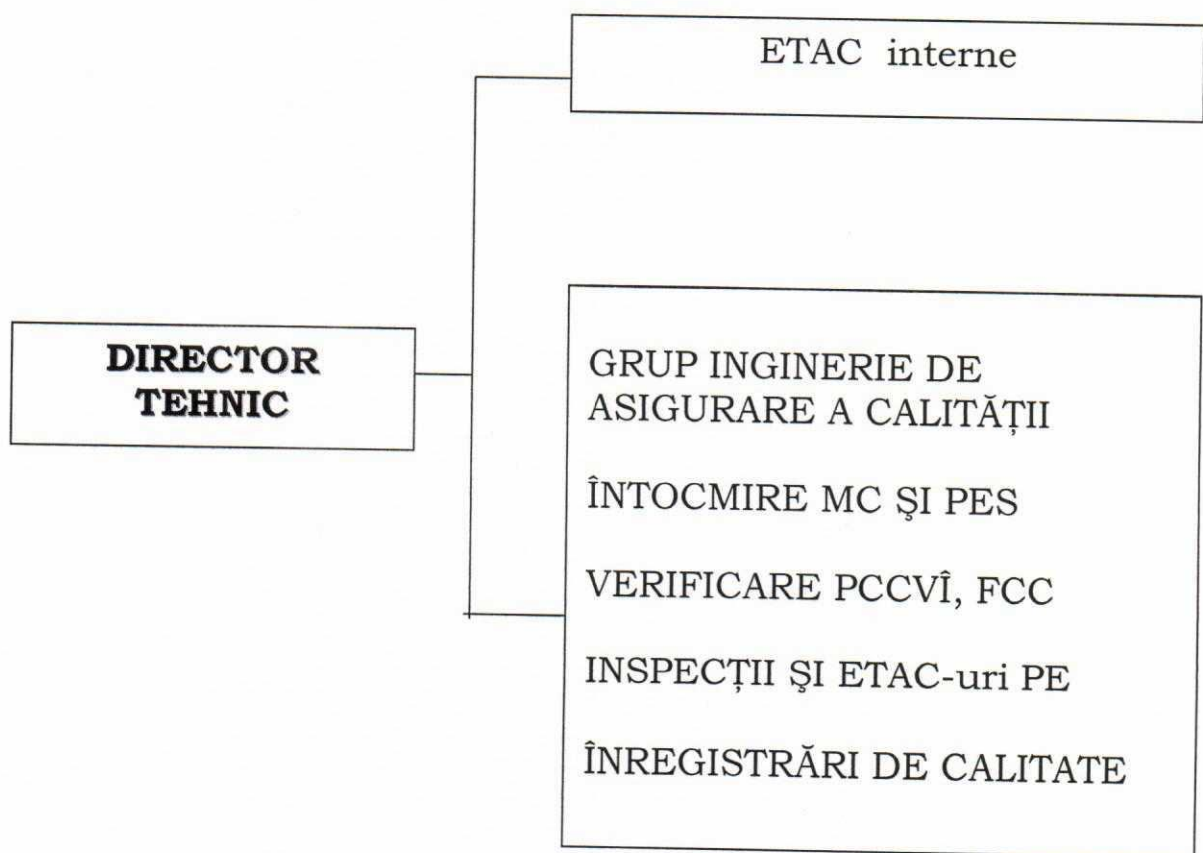 ETAC interne
DIRECTOR
TEHNIC
GRUP INGINERIE DE
ASIGURARE A CALITĂȚII
ÎNTOCMIRE MC ŞI PES
VERIFICARE PCCVÎ, FCC
INSPECȚII ŞI ETAC-uri PE
ÎNREGISTRĂRI DE CALITATE